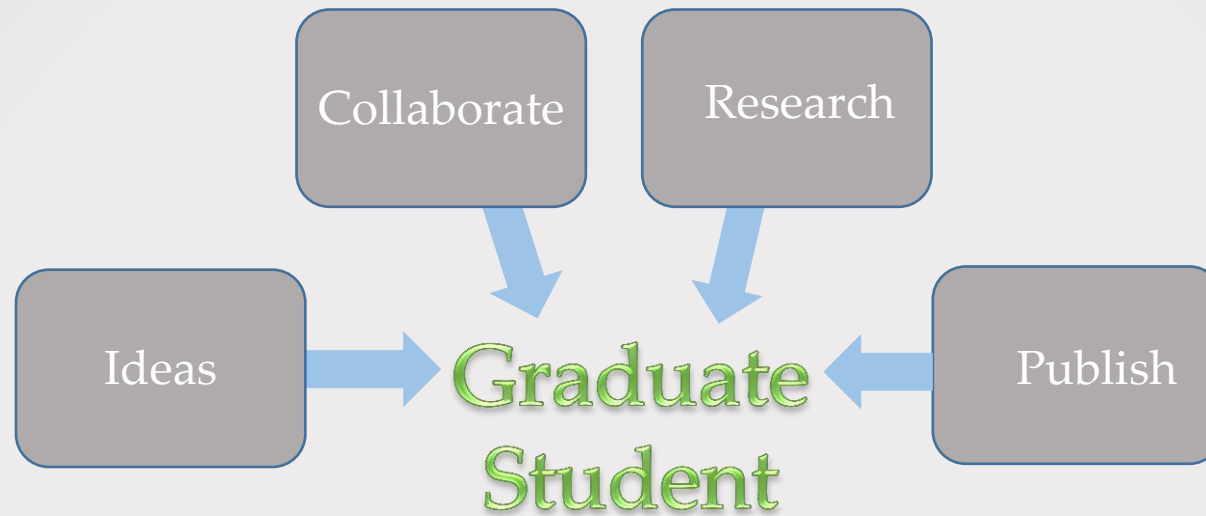 Collaborate
Research
Ideas
Publish
Graduate
Student